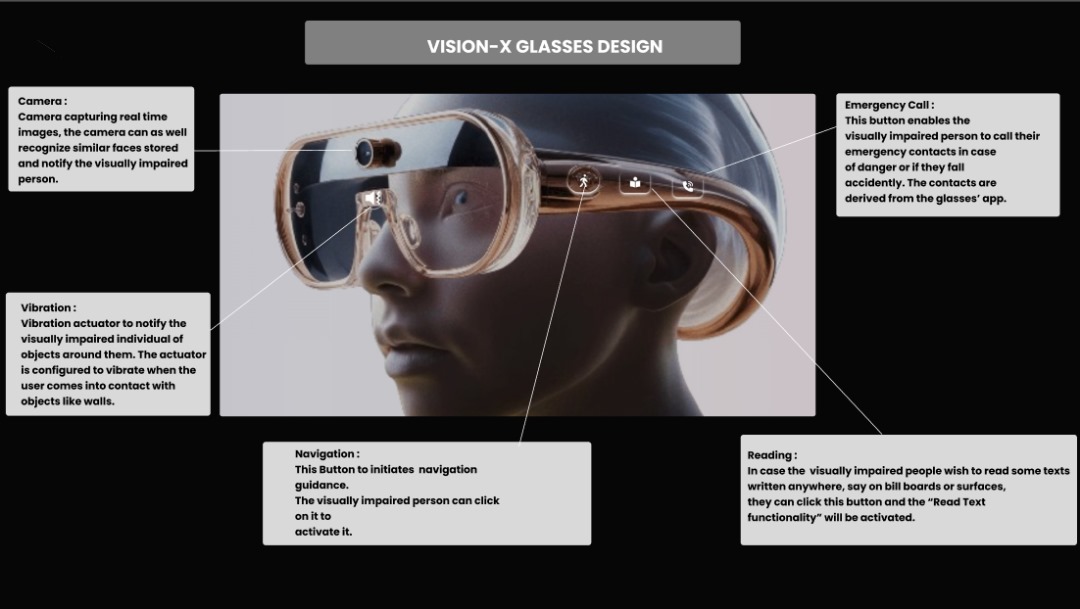 VISION-X GLASSES DESIGN
Camera :
Camera capturing real time
images, the camera can as well
recognize similar faces stored
and notify the visually impaired
person.
Emergency Call :
This button enables the
visually impaired person to call their
emergency contacts in case
of danger or if they fall
accidently. The contacts are
derived from the glasses' app.
Vibration :
Vibration actuator to notify the
visually impaired individual of
objects around them. The actuator
is configured to vibrate when the
user comes into contact with
objects like walls.
Navigation :
This Button to initiates navigation
guidance.
The visually impaired person can click
on it to
activate it.
Reading :
In case the visually impaired people wish to read some texts
written anywhere, say on bill boards or surfaces,
they can click this button and the “Read Text
functionality” will be activated.